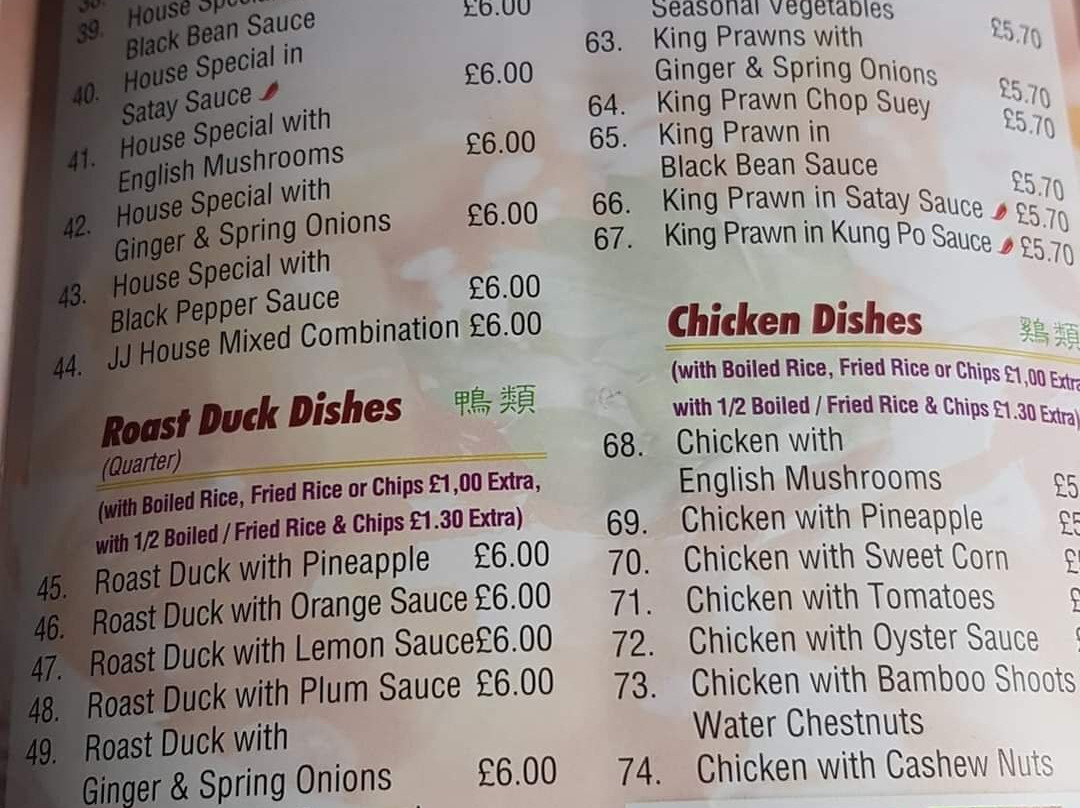 39. House
Black Bean Sauce £6.00
40. House Special in
Satay Sauce £6.00
41. House Special with
English Mushrooms £6.00
42. House Special with
Ginger & Spring Onions £6.00
43. House Special with
Black Pepper Sauce £6.00
44. JJ House Mixed Combination £6.00
Roast Duck Dishes 鴨類
(Quarter)
(with Boiled Rice, Fried Rice or Chips £1,00 Extra,
with 1/2 Boiled / Fried Rice & Chips £1.30 Extra)
45. Roast Duck with Pineapple £6.00
46. Roast Duck with Orange Sauce £6.00
47. Roast Duck with Lemon Sauce £6.00
48. Roast Duck with Plum Sauce £6.00
49. Roast Duck with
Ginger & Spring Onions £6.00
Seasonal Vegetables £5.70
63. King Prawns with
Ginger & Spring Onions £5.70
64. King Prawn Chop Suey £5.70
65. King Prawn in
Black Bean Sauce £5.70
66. King Prawn in Satay Sauce £5.70
67. King Prawn in Kung Po Sauce £5.70
Chicken Dishes 鷄類
(with Boiled Rice, Fried Rice or Chips £1,00 Extra
with 1/2 Boiled / Fried Rice & Chips £1.30 Extra)
68. Chicken with
English Mushrooms £5
69. Chicken with Pineapple £5
70. Chicken with Sweet Corn £
71. Chicken with Tomatoes £
72. Chicken with Oyster Sauce
73. Chicken with Bamboo Shoots
Water Chestnuts
74. Chicken with Cashew Nuts